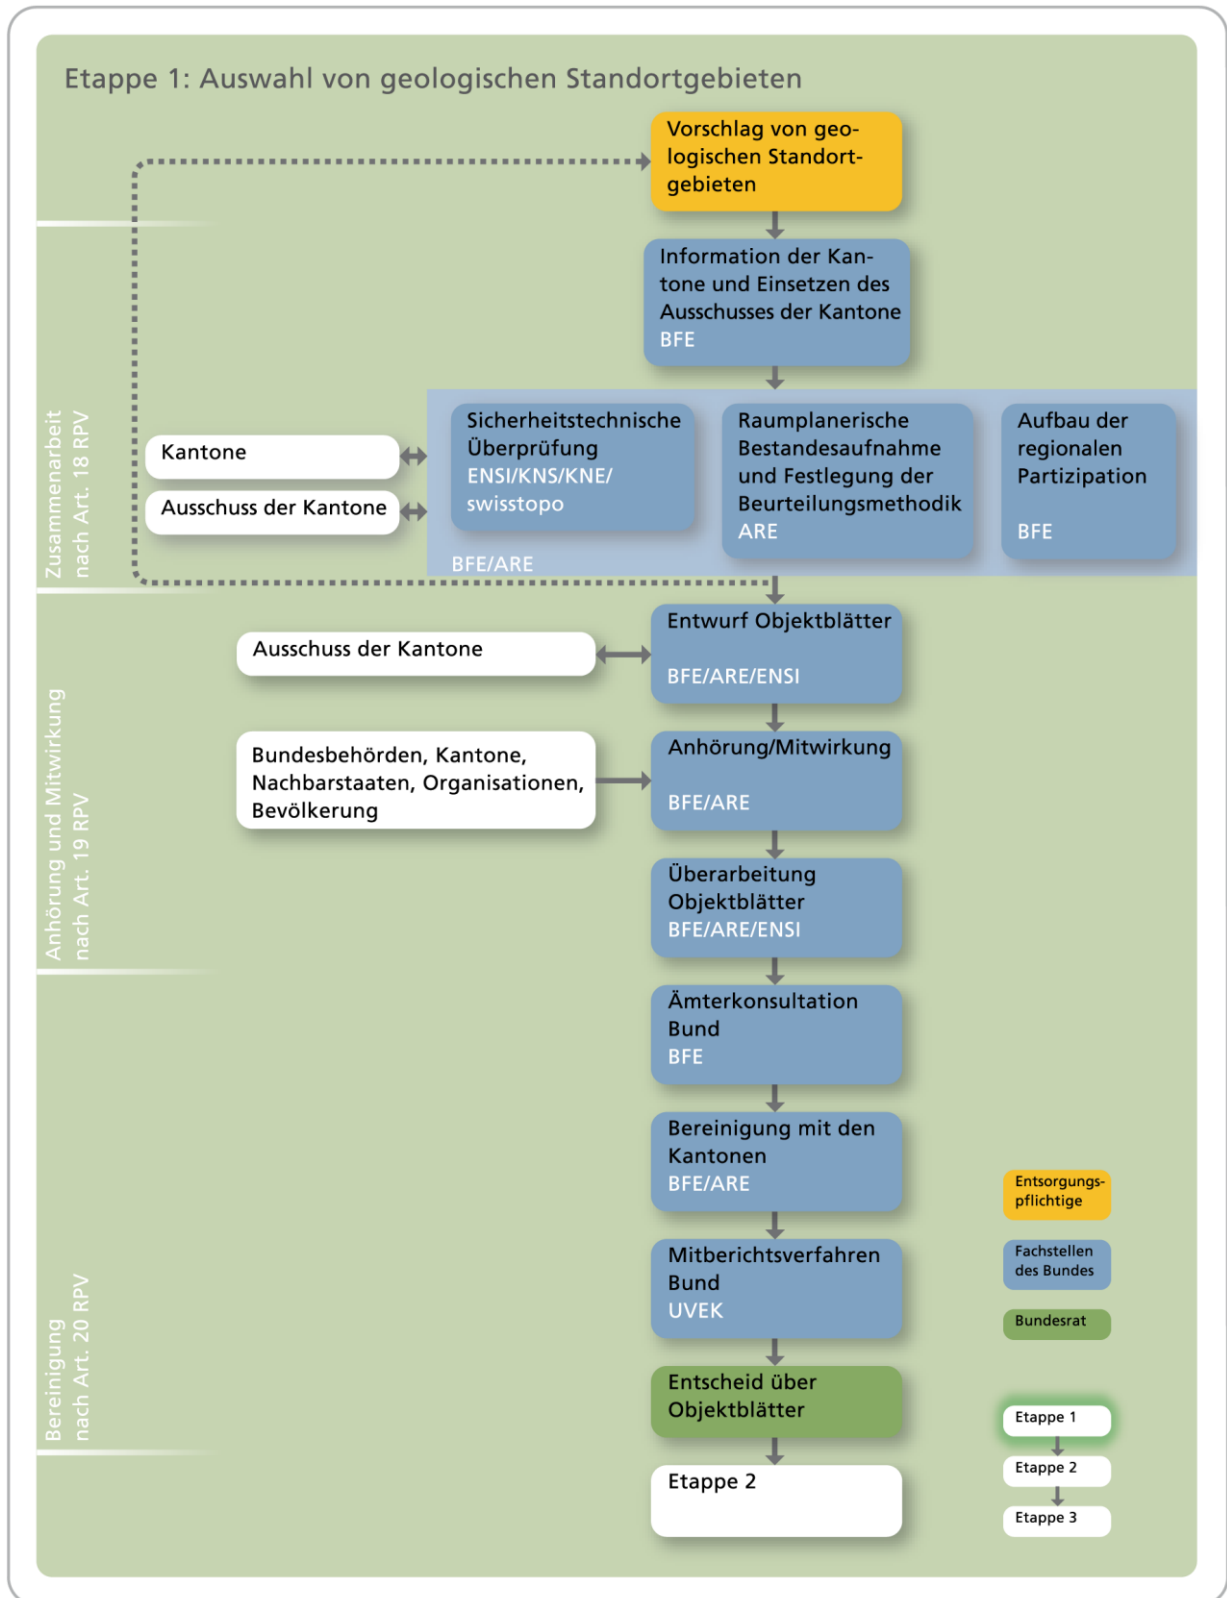 Etappe 1: Auswahl von geologischen Standortgebieten
Vorschlag von geo-
logischen Standort-
gebieten
Information der Kan-
tone und Einsetzen des
Ausschusses der Kantone
BFE
Zusammenarbeit
nach Art. 18 RPV
Kantone
Ausschuss der Kantone
Sicherheitstechnische
Überprüfung
ENSI/KNS/KNE/
swisstopo
Raumplanerische
Bestandesaufnahme
und Festlegung der
Beurteilungsmethodik
ARE
Aufbau der
regionalen
Partizipation
BFE
BFE/ARE
Anhörung und Mitwirkung
nach Art. 19 RPV
Ausschuss der Kantone
Entwurf Objektblätter
BFE/ARE/ENSI
Bundesbehörden, Kantone,
Nachbarstaaten, Organisationen,
Bevölkerung
Anhörung/Mitwirkung
BFE/ARE
Überarbeitung
Objektblätter
BFE/ARE/ENSI
Bereinigung
nach Art. 20 RPV
Ämterkonsultation
Bund
BFE
Bereinigung mit den
Kantonen
BFE/ARE
Mitberichtsverfahren
Bund
UVEK
Entscheid über
Objektblätter
Etappe 2
Entsorgungs-
pflichtige
Fachstellen
des Bundes
Bundesrat
Etappe 1
Etappe 2
Etappe 3